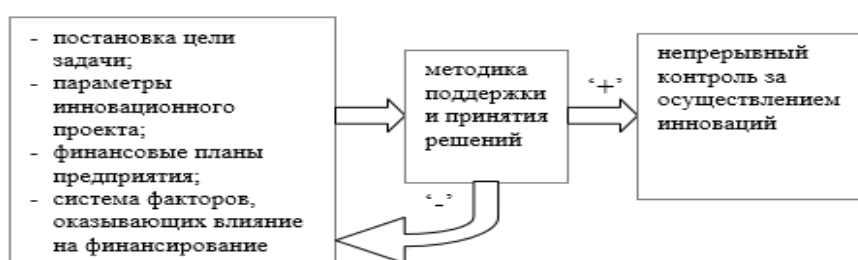 - постановка цели
задачи;
- параметры
инновационного
проекта;
- финансовые планы
предприятия;
- система факторов,
оказывающих влияние
на финансирование
методика
поддержки
и принятия
решений
‘+’
‘-’
непрерывный
контроль за
осуществлением
инноваций